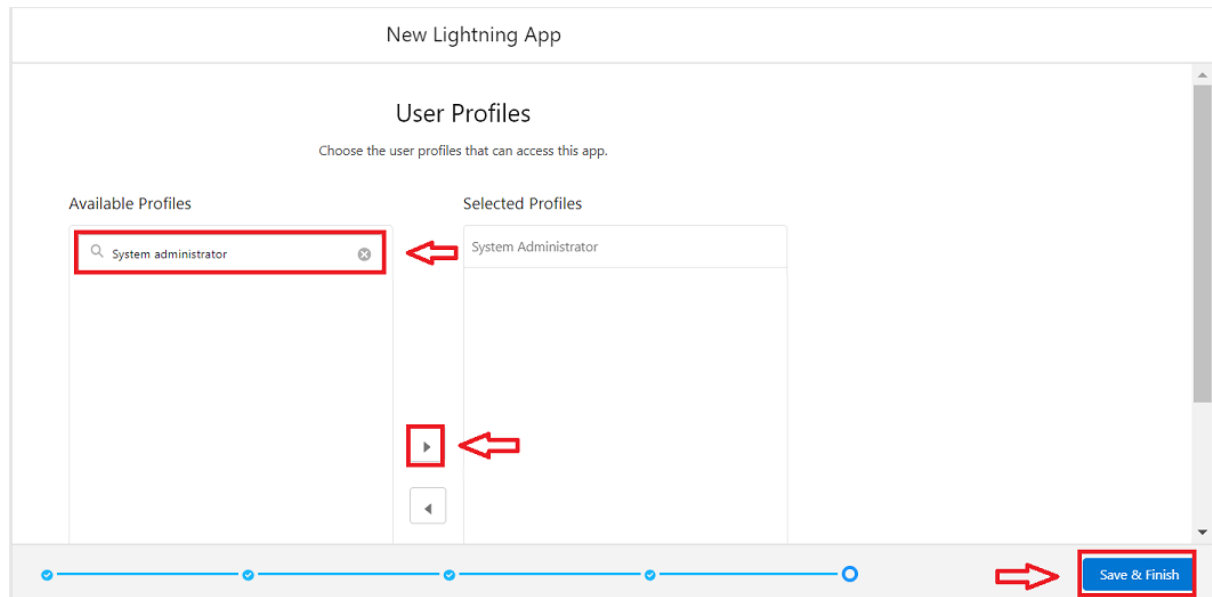 New Lightning App
User Profiles
Choose the user profiles that can access this app.
Available Profiles
Selected Profiles
System administrator
System Administrator
Save & Finish